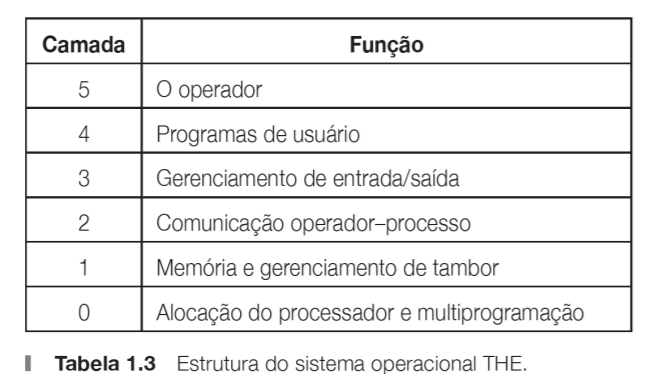 Camada Função
5 O operador
4 Programas de usuário
3 Gerenciamento de entrada/saída
2 Comunicação operador–processo
1 Memória e gerenciamento de tambor
0 Alocação do processador e multiprogramação
Tabela 1.3 Estrutura do sistema operacional THE.